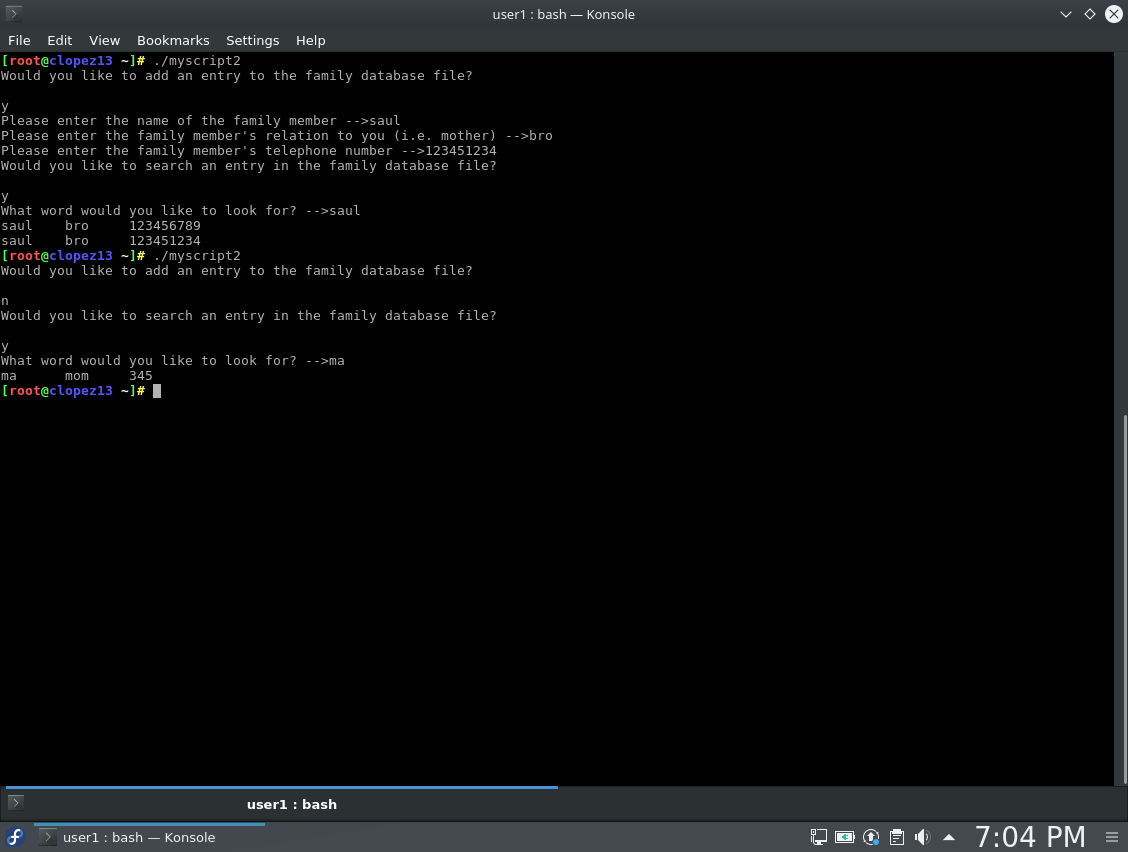 user1 : bash — Konsole
File Edit View Bookmarks Settings Help
[root@clopez13 ~]# ./myscript2
Would you like to add an entry to the family database file?
y
Please enter the name of the family member -->saul
Please enter the family member's relation to you (i.e. mother) -->bro
Please enter the family member's telephone number -->123451234
Would you like to search an entry in the family database file?
y
What word would you like to look for? -->saul
saul    bro     123456789
saul    bro     123451234
[root@clopez13 ~]# ./myscript2
Would you like to add an entry to the family database file?
n
Would you like to search an entry in the family database file?
y
What word would you like to look for? -->ma
ma      mom     345
[root@clopez13 ~]#
user1 : bash
user1 : bash — Konsole 7:04 PM